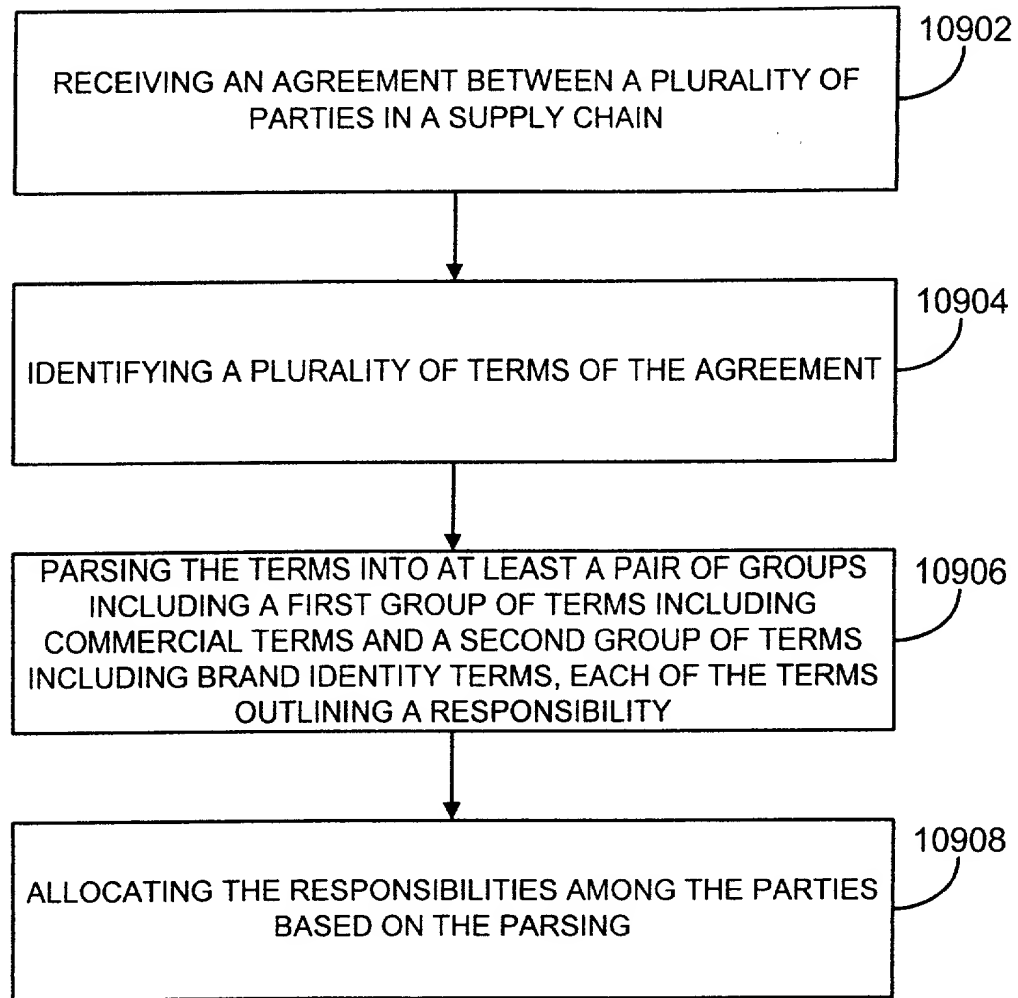 10902
RECEIVING AN AGREEMENT BETWEEN A PLURALITY OF
PARTIES IN A SUPPLY CHAIN
10904
IDENTIFYING A PLURALITY OF TERMS OF THE AGREEMENT
10906
PARSING THE TERMS INTO AT LEAST A PAIR OF GROUPS
INCLUDING A FIRST GROUP OF TERMS INCLUDING
COMMERCIAL TERMS AND A SECOND GROUP OF TERMS
INCLUDING BRAND IDENTITY TERMS, EACH OF THE TERMS
OUTLINING A RESPONSIBILITY
10908
ALLOCATING THE RESPONSIBILITIES AMONG THE PARTIES
BASED ON THE PARSING